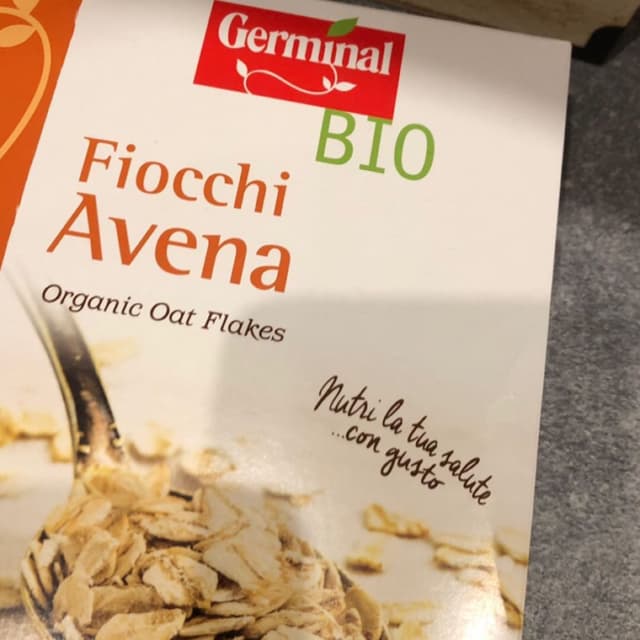 Germinal
BIO
Fiocchi
Avena
Organic Oat Flakes
Nutri la tua salute
...con gusto